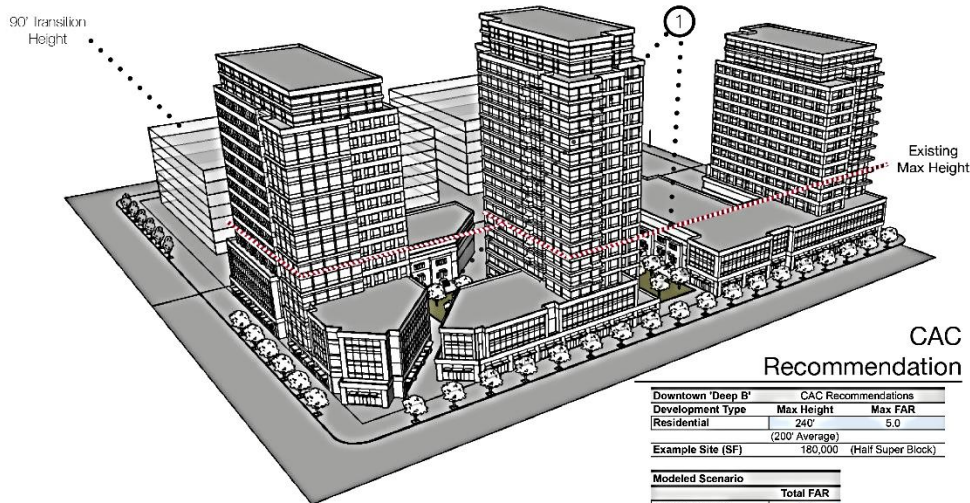 90' Transition
Height
1
Existing
Max Height
CAC
Recommendation
Downtown 'Deep B' CAC Recommendations
Development Type Max Height Max FAR
Residential 240' 5.0
(200' Average)
Example Site (SF) 180,000 (Half Super Block)
Modeled Scenario
Total FAR